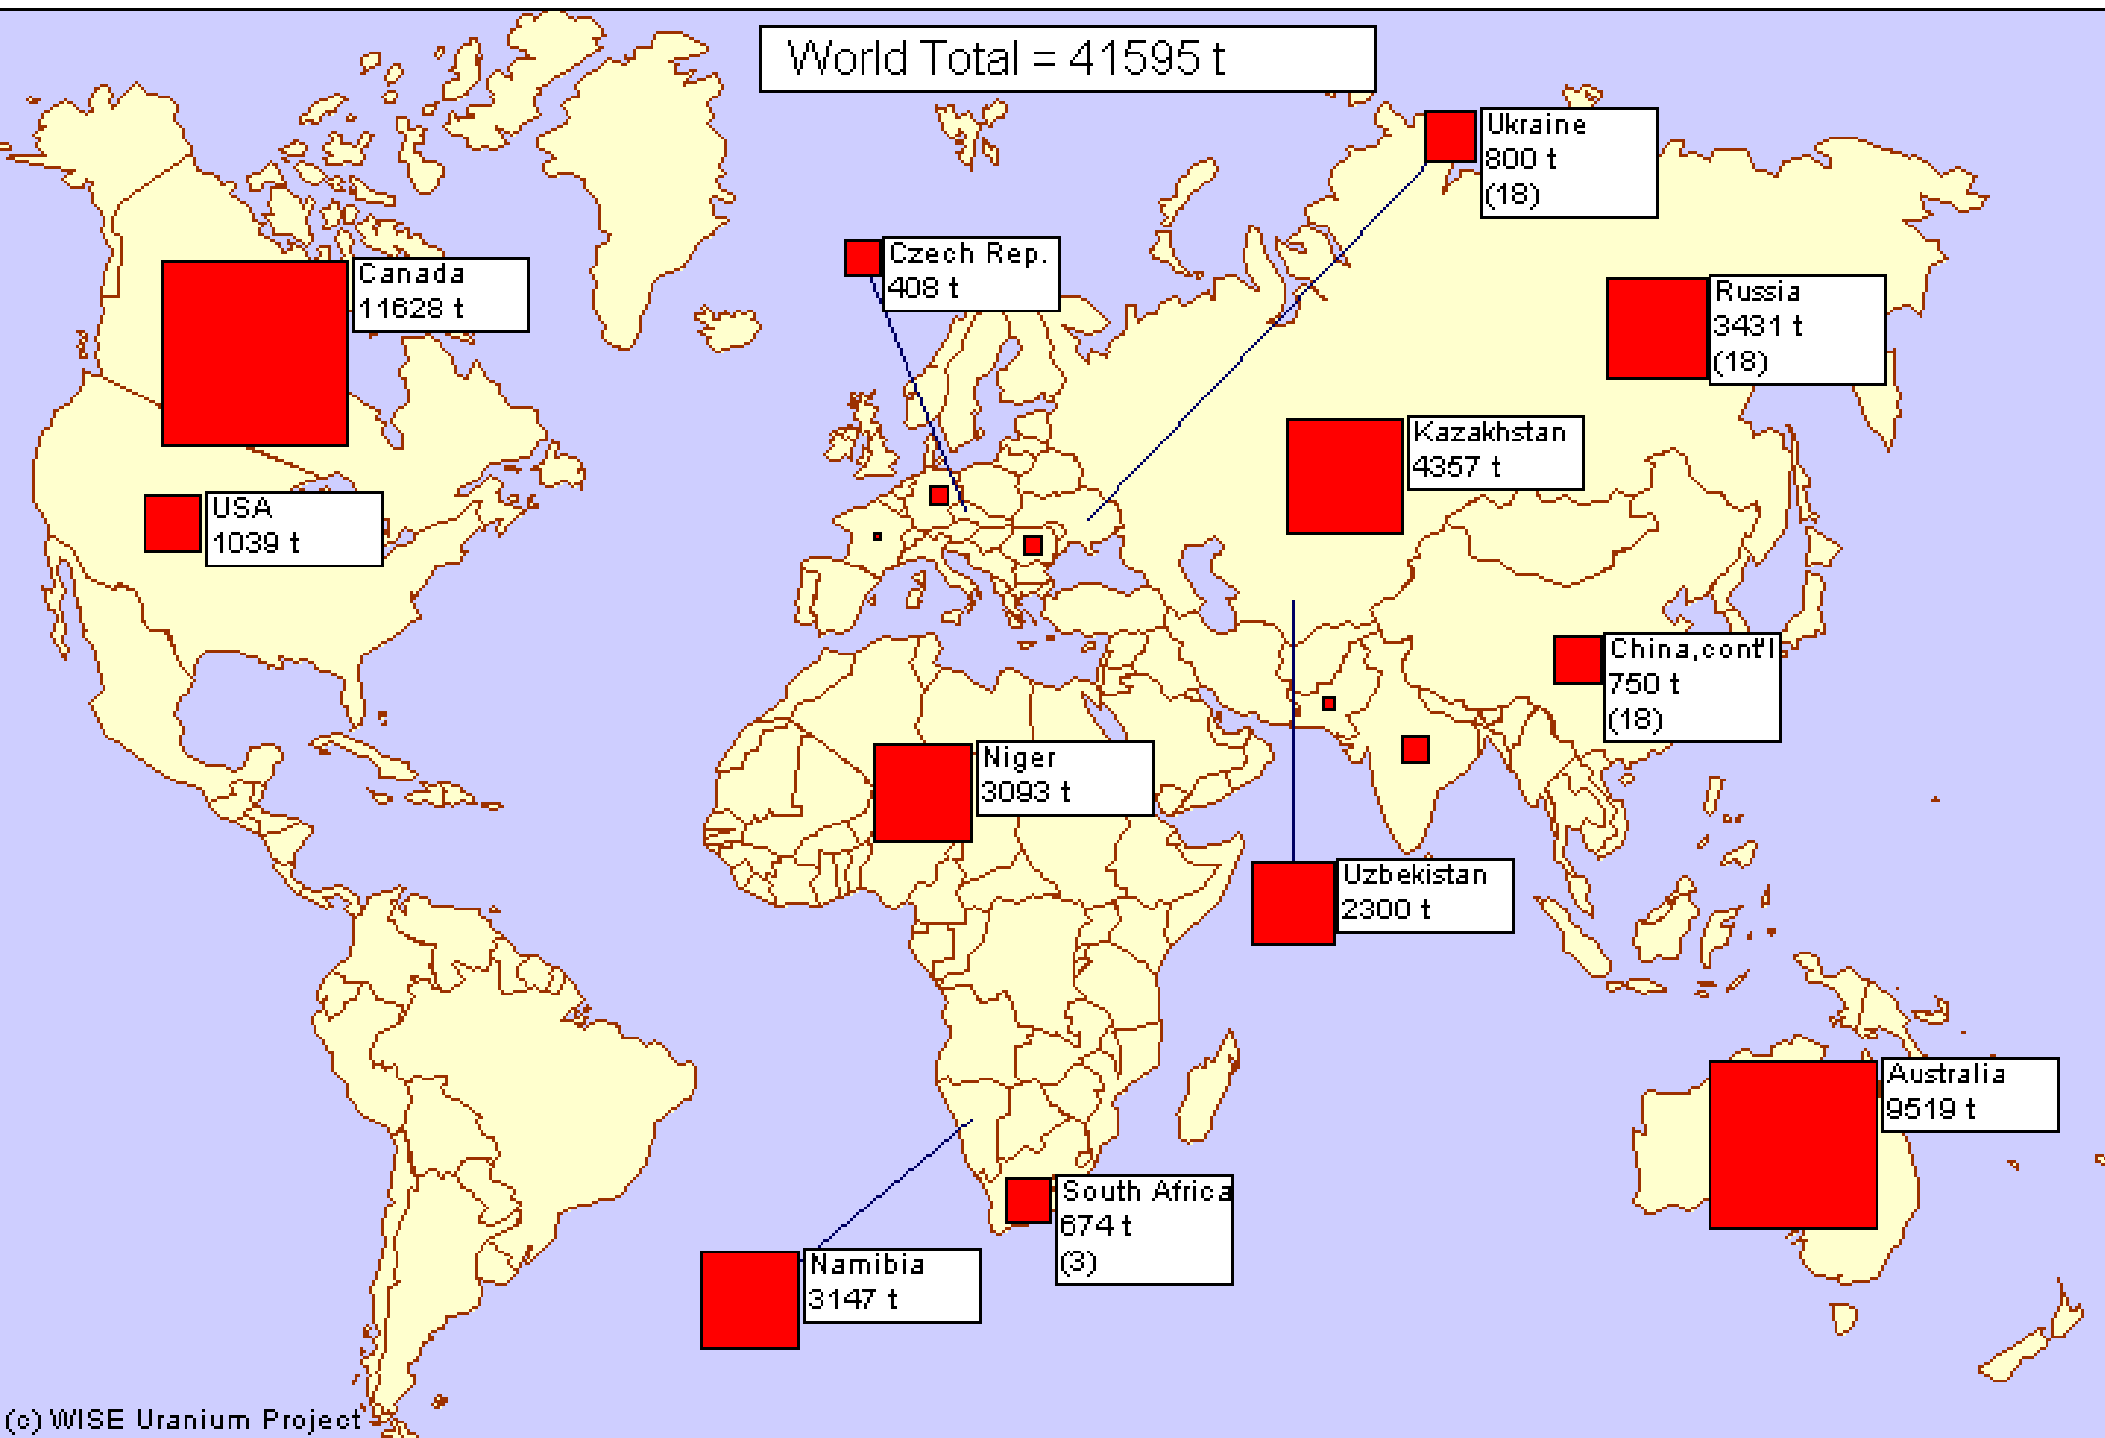 World Total = 41595 t
Ukraine
800 t
(18)
Czech Rep.
408 t
Canada
11628 t
Russia
3431 t
(18)
Kazakhstan
4357 t
USA
1039 t
China,cont'l
750 t
(18)
Niger
3093 t
Uzbekistan
2300 t
Australia
9519 t
South Africa
674 t
(3)
Namibia
3147 t
(c) WISE Uranium Project